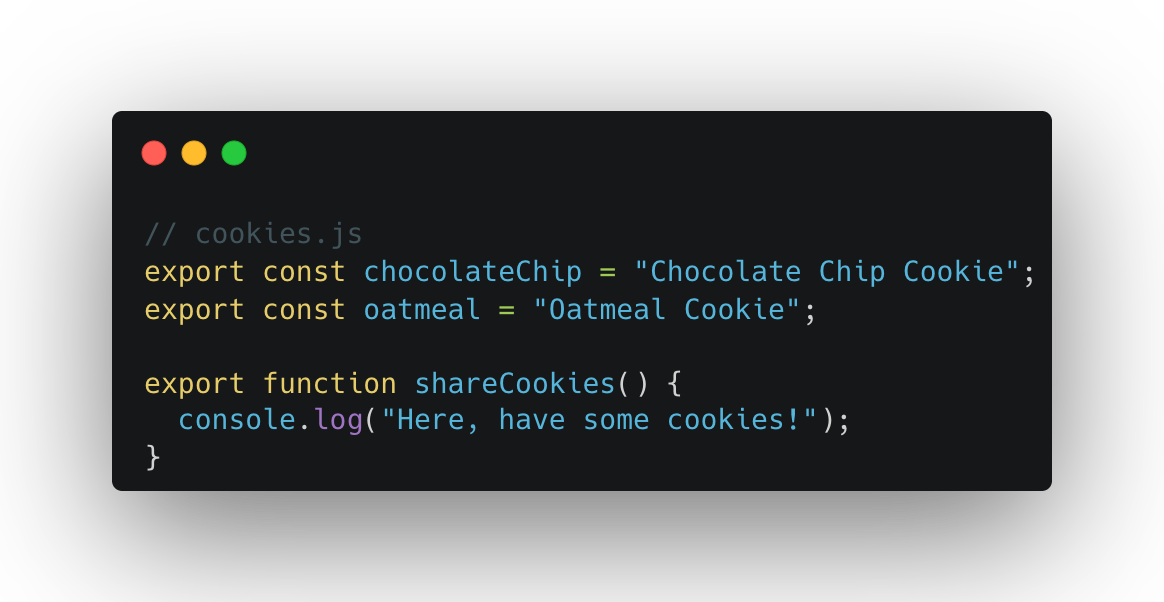 // cookies.js
export const chocolateChip = "Chocolate Chip Cookie";
export const oatmeal = "Oatmeal Cookie";

export function shareCookies() {
  console.log("Here, have some cookies!");
}